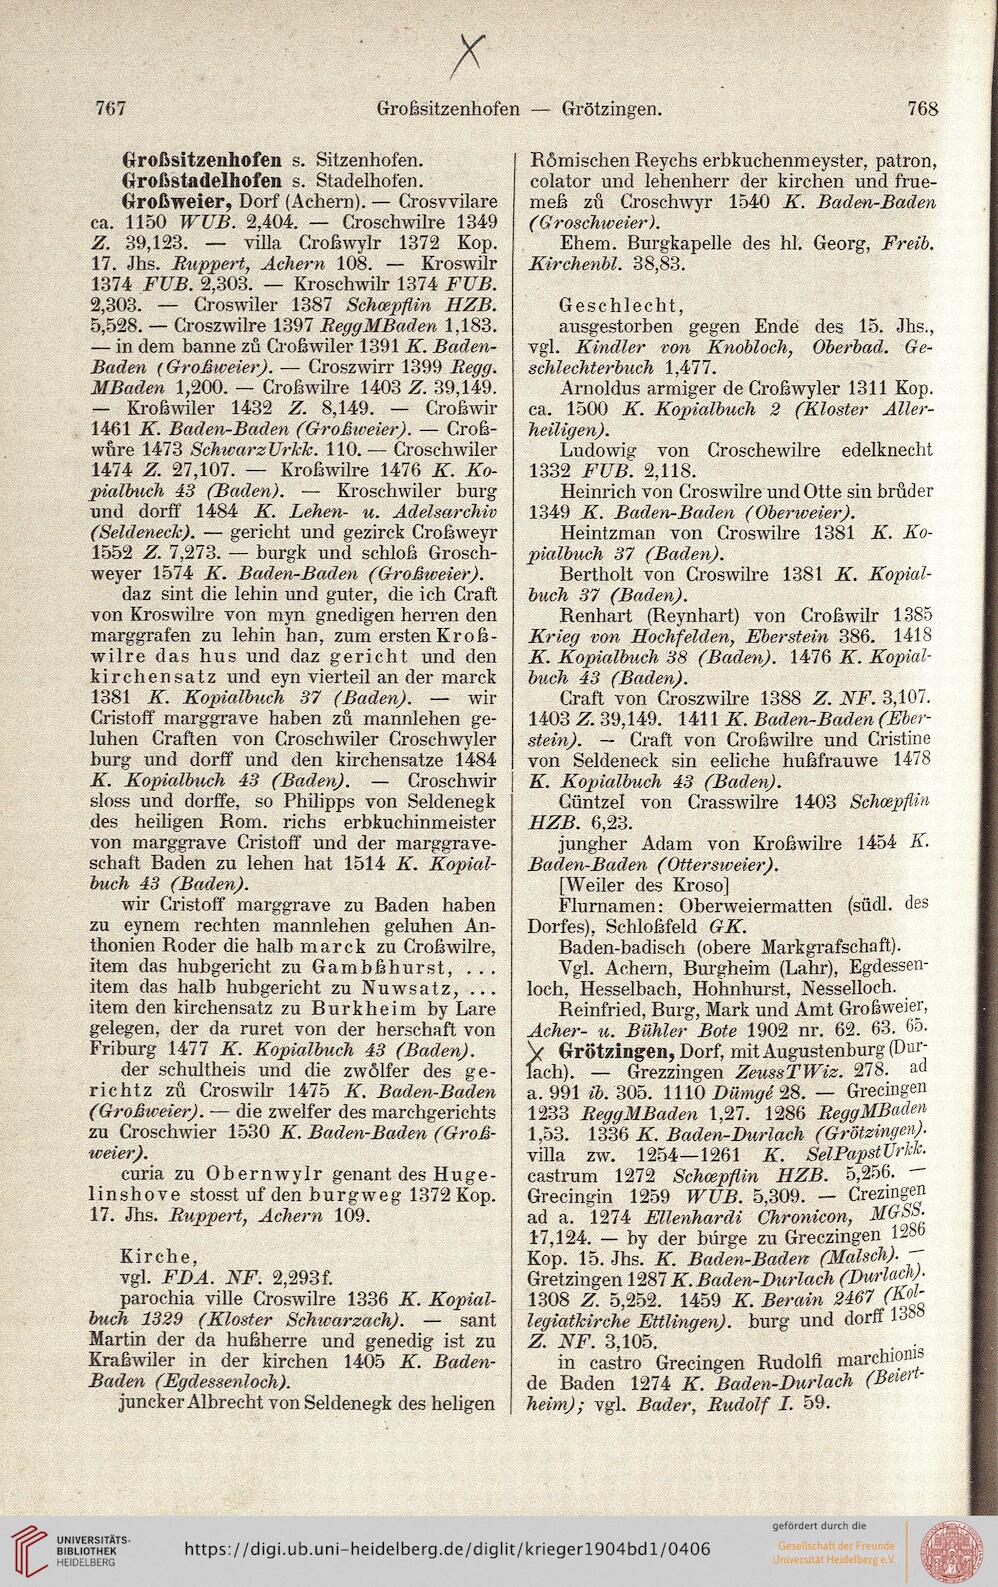 767
Großsitzenhofen — Grötzingen.
768
Großsitzenhofen s. Sitzenhofen.
Großstadelhofen s. Stadelhofen.
Großweier, Dorf (Achern). — Crosvvilare
ca. 1150 WUB. 2,404. — Croschwilre 1349
Z. 39,123. — villa Croßwylr 1372 Kop.
17. Jhs. Ruppert, Achern 108. — Kroswilr
1374 FUB. 2,303. — Kroschwilr 1374 FUB.
2,303. — Croswiler 1387 Schœpflin HZB.
5,528. — Croszwilre 1397 ReggMBaden 1,183.
— in dem banne zů Croßwiler 1391 K. Baden-
Baden (Großweier). — Croszwirr 1399 Regg.
MBaden 1,200. — Croßwilre 1403 Z. 39,149.
— Kroßwiler 1432 Z. 8,149. — Croßwir
1461 K. Baden-Baden (Großweier). — Croß-
wůre 1473 SchwarzUrkk. 110. — Croschwiler
1474 Z. 27,107. — Kroßwilre 1476 K. Ko-
pialbuch 43 (Baden). — Kroschwiler burg
und dorff 1484 K. Lehen- u. Adelsarchiv
(Seldeneck). — gericht und gezirck Croßweyr
1552 Z. 7,273. — burgk und schloß Grosch-
weyer 1574 K. Baden-Baden (Großweier).
daz sint die lehin und guter, die ich Craft
von Kroswilre von myn gnedigen herren den
marggrafen zu lehin han, zum ersten Kroß-
wilre das hus und daz gericht und den
kirchensatz und eyn vierteil an der marck
1381 K. Kopialbuch 37 (Baden). — wir
Cristoff marggrave haben zů mannlehen ge-
luhen Craften von Croschwiler Croschwyler
burg und dorff und den kirchensatze 1484
K. Kopialbuch 43 (Baden). — Croschwir
sloss und dorffe, so Philipps von Seldenegk
des heiligen Rom. richs erbkuchinmeister
von marggrave Cristoff und der marggrave-
schaft Baden zu lehen hat 1514 K. Kopial-
buch 43 (Baden).
wir Cristoff marggrave zu Baden haben
zu eynem rechten mannlehen geluhen An-
thonien Roder die halb marck zu Croßwilre,
item das hubgericht zu Gambßhurst, ...
item das halb hubgericht zu Nuwsatz, ...
item den kirchensatz zu Burkheim by Lare
gelegen, der da ruret von der herschaft von
Friburg 1477 K. Kopialbuch 43 (Baden).
der schultheis und die zwölfer des ge-
richtz zů Croswilr 1475 K. Baden-Baden
(Großweier). — die zwelfer des marchgerichts
zu Croschwier 1530 K. Baden-Baden (Groß-
weier).
curia zu Obernwylr genant des Huge-
linshove stosst uf den burgweg 1372 Kop.
17. Jhs. Ruppert, Achern 109.
Kirche,
vgl. FDA. NF. 2,293f.
parochia ville Croswilre 1336 K. Kopial-
buch 1329 (Kloster Schwarzach). — sant
Martin der da hußherre und genedig ist zu
Kraßwiler in der kirchen 1405 K. Baden-
Baden (Egdessenloch).
juncker Albrecht von Seldenegk des heligen
Römischen Reychs erbkuchenmeyster, patron,
colator und lehenherr der kirchen und frue-
meß zů Croschwyr 1540 K. Baden-Baden
(Groschweier).
Ehem. Burgkapelle des hl. Georg, Freib.
Kirchenbl. 38,83.
Geschlecht,
ausgestorben gegen Ende des 15. Jhs.,
vgl. Kindler von Knobloch, Oberbad. Ge-
schlechterbuch 1,477.
Arnoldus armiger de Croßwyler 1311 Kop.
ca. 1500 K. Kopialbuch 2 (Kloster Aller-
heiligen).
Ludowig von Croschewilre edelknecht
1332 FUB. 2,118.
Heinrich von Croswilre und Otte sin brůder
1349 K. Baden-Baden (Oberweier).
Heintzman von Croswilre 1381 K. Ko-
pialbuch 37 (Baden).
Bertholt von Croswilre 1381 K. Kopial-
buch 37 (Baden).
Renhart (Reynhart) von Croßwilr 1385
Krieg von Hochfelden, Eberstein 386. 1418
K. Kopialbuch 38 (Baden). 1476 K. Kopial-
buch 43 (Baden).
Craft von Croszwilre 1388 Z. NF. 3,107.
1403 Z. 39,149. 1411 K. Baden-Baden (Eber-
stein). — Craft von Croßwilre und Cristine
von Seldeneck sin eeliche hußfrauwe 1478
K. Kopialbuch 43 (Baden).
Cüntzel von Crasswilre 1403 Schœpflin
HZB. 6,23.
jungher Adam von Kroßwilre 1454 K.
Baden-Baden (Ottersweier).
[Weiler des Kroso]
Flurnamen: Oberweiermatten (südl. des
Dorfes), Schloßfeld GK.
Baden-badisch (obere Markgrafschaft).
Vgl. Achern, Burgheim (Lahr), Egdessen-
loch, Hesselbach, Hohnhurst, Nesselloch.
Reinfried, Burg, Mark und Amt Großweier,
Acher- u. Bühler Bote 1902 nr. 62. 63. 65.
Grötzingen, Dorf, mit Augustenburg (Dur-
lach). — Grezzingen ZeussTWiz. 278. ad
a. 991 ib. 305. 1110 Dümgé 28. — Grecingen
1233 ReggMBaden 1,27. 1286 ReggMBaden
1,53. 1336 K. Baden-Durlach (Grötzingen).
villa zw. 1254—1261 K. SelPapstUrkk.
castrum 1272 Schœpflin HZB. 5,256. —
Grecingin 1259 WUB. 5,309. — Crezingen
ad a. 1274 Ellenhardi Chronicon, MGSS.
17,124. — by der bürge zu Greczingen 1286
Kop. 15. Jhs. K. Baden-Baden (Malsch). —
Gretzingen 1287 K. Baden-Durlach (Durlach).
1308 Z. 5,252. 1459 K. Berain 2467 (Kol-
legiatkirche Ettlingen). burg und dorff 1388
Z. NF. 3,105.
in castro Grecingen Rudolfi marchionis
de Baden 1274 K. Baden-Durlach (Beiert-
heim); vgl. Bader, Rudolf I. 59.
UNIVERSITÄTS-
BIBLIOTHEK
HEIDELBERG
https://digi.ub.uni-heidelberg.de/diglit/krieger1904bd1/0406
gefördert durch die
Gesellschaft der Freunde
Universität Heidelberg e.V.